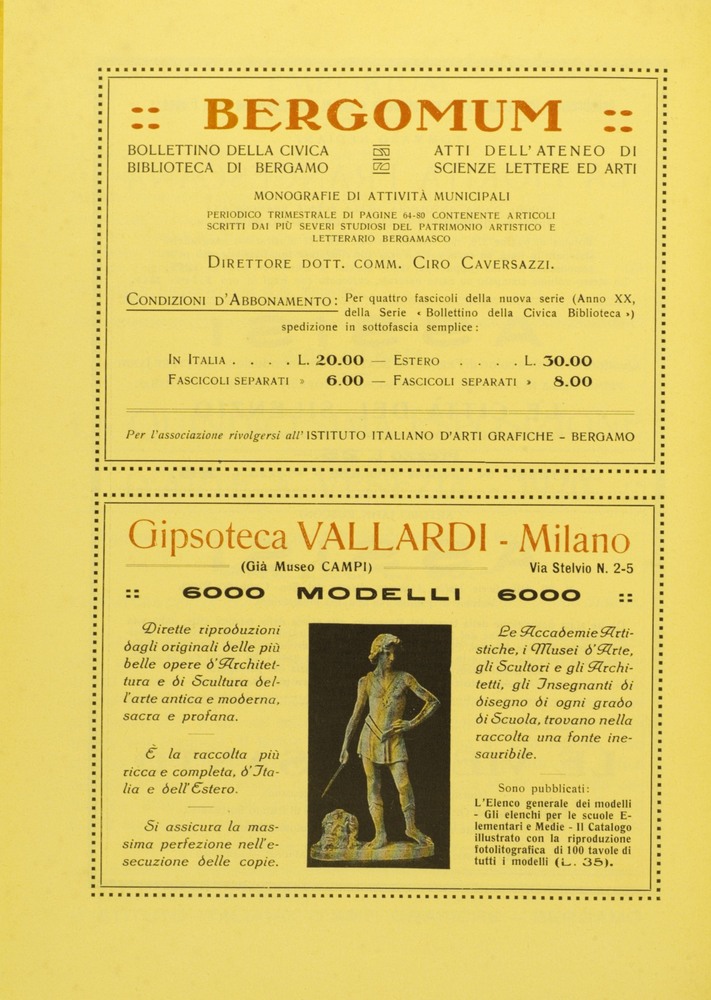 :: BERGOMUM ::
BOLLETTINO DELLA CIVICA
BIBLIOTECA DI BERGAMO
ATTI DELL'ATENEO DI
SCIENZE LETTERE ED ARTI
MONOGRAFIE DI ATTIVITÀ MUNICIPALI
PERIODICO TRIMESTRALE DI PAGINE 64-80 CONTENENTE ARTICOLI
SCRITTI DAI PIÙ SEVERI STUDIOSI DEL PATRIMONIO ARTISTICO E
LETTERARIO BERGAMASCO
DIRETTORE DOTT. COMM. CIRO CAVERSAZZI.
CONDIZIONI D'ABBONAMENTO: Per quattro fascicoli della nuova serie (Anno XX,
della Serie « Bollettino della Civica Biblioteca »)
spedizione in sottofascia semplice:
IN ITALIA . . . . L. 20.00 — ESTERO . . . . L. 30.00
FASCICOLI SEPARATI » 6.00 — FASCICOLI SEPARATI » 8.00
Per l'associazione rivolgersi all' ISTITUTO ITALIANO D'ARTI GRAFICHE - BERGAMO
Gipsoteca VALLARDI - Milano
(Già Museo CAMPI) Via Stelvio N. 2-5
:: 6000 MODELLI 6000 ::
Dirette riproduzioni
dagli originali delle più
belle opere d'Architet-
tura e di Scultura del-
l'arte antica e moderna,
sacra e profana.
È la raccolta più
ricca e completa, d'Ita-
lia e dell'Estero.
Si assicura la mas-
sima perfezione nell'e-
secuzione delle copie.
Le Accademie Arti-
stiche, i Musei d'Arte,
gli Scultori e gli Archi-
tetti, gli Insegnanti di
disegno di ogni grado
di Scuola, trovano nella
raccolta una fonte ine-
sauribile.
Sono pubblicati:
L'Elenco generale dei modelli
- Gli elenchi per le scuole E-
lementari e Medie - Il Catalogo
illustrato con la riproduzione
fotolitografica di 100 tavole di
tutti i modelli (L. 35).